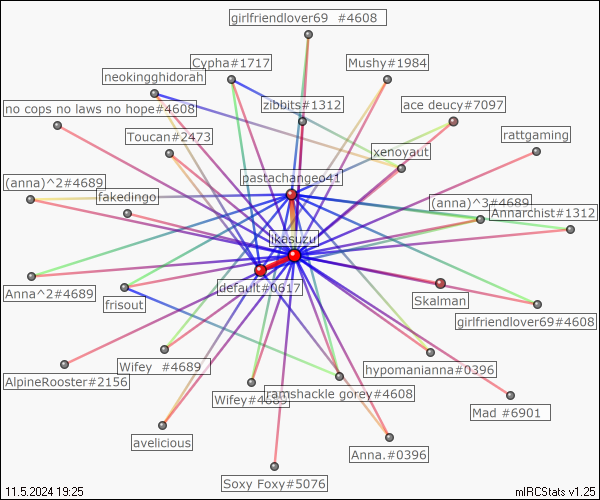 girlfriendlover69 #4608
Cypha#1717
Mushy#1984
neokingghidorah
no cops no laws no hope#4608
zibbits#1312
ace deucy#7097
Toucan#2473
rattgaming
xenoyaut
pastachangeo41
(anna)^2#4689
fakedingo
(anna)^3#4689
Annarchist#1312
ikasuzu
default#0617
Anna^2#4689
frisout
Skalman
girlfriendlover69#4608
Wifey #4689
hypomanianna#0396
AlpineRooster#2156
Wifey#4689
ramshackle gorey#4608
Mad #6901
avelicious
Anna.#0396
Soxy Foxy#5076
11.5.2024 19:25
mIRCStats v1.25